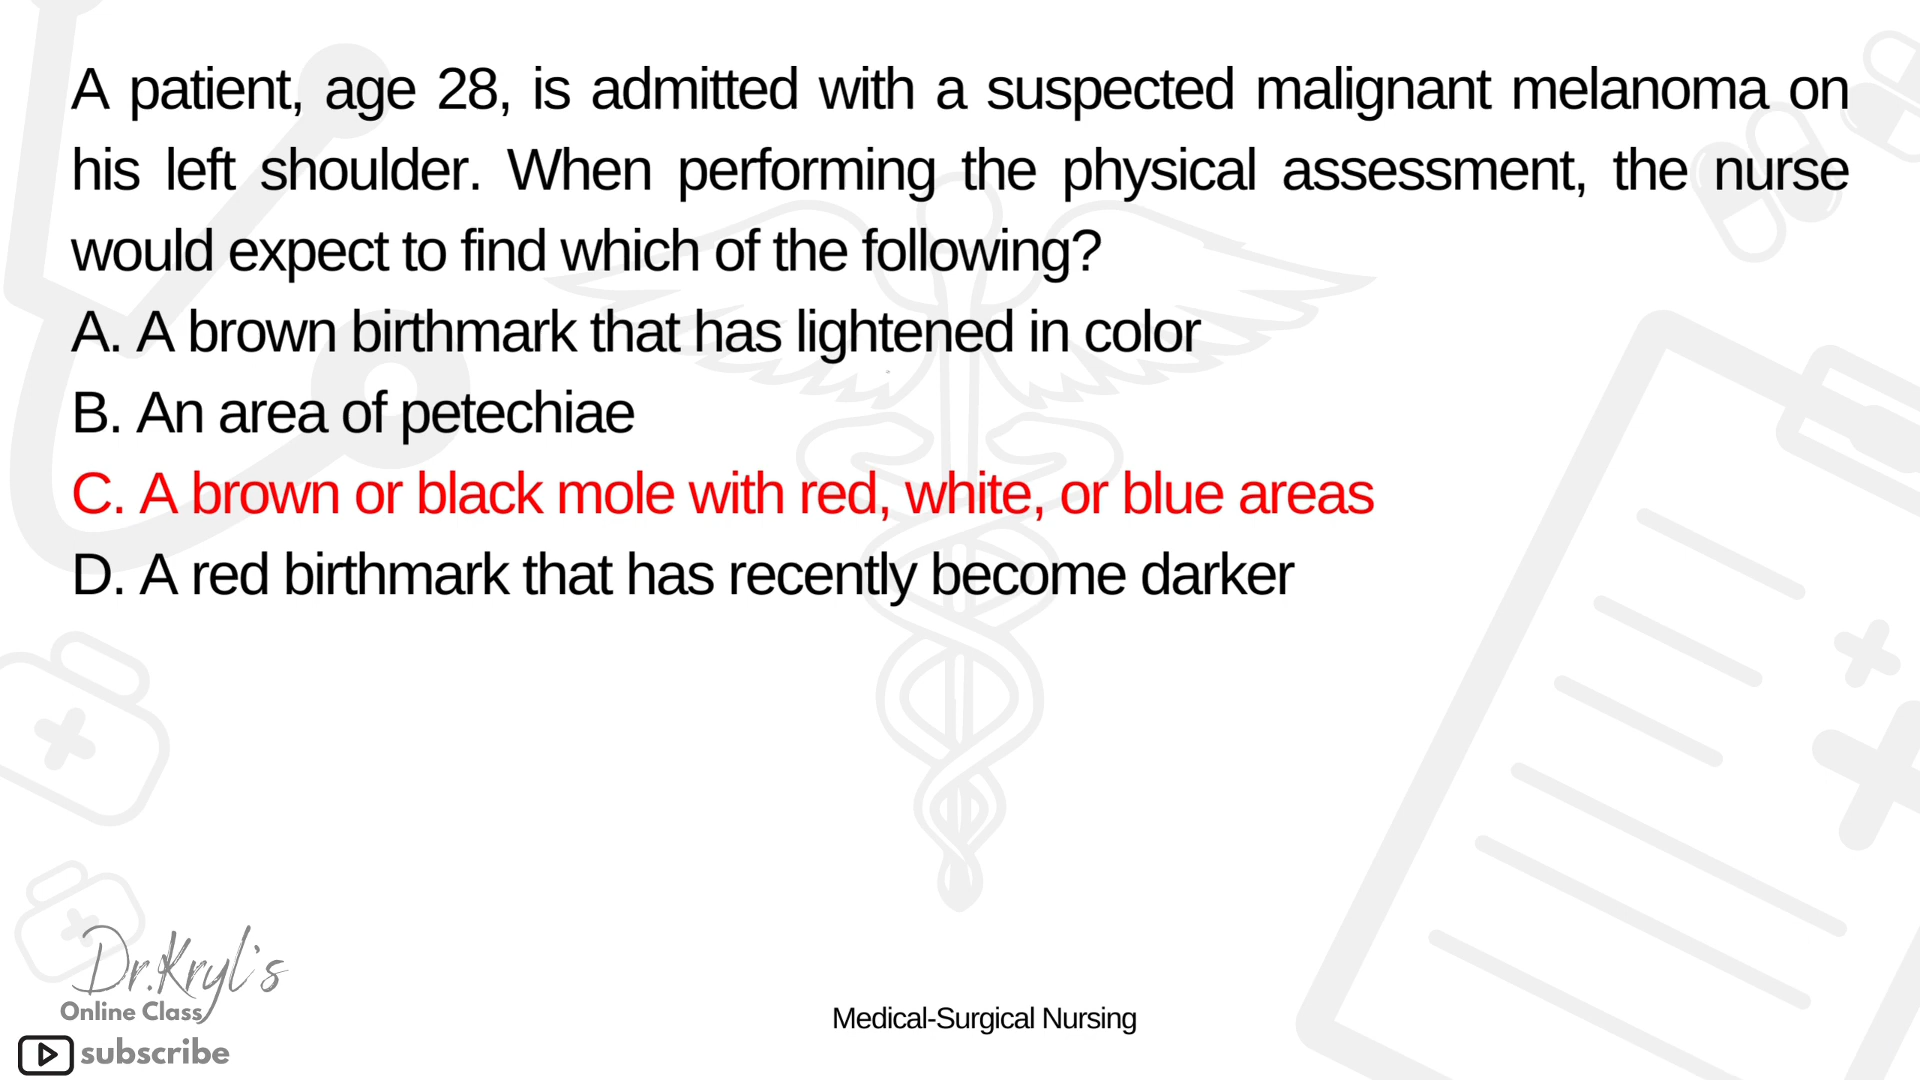 A patient, age 28, is admitted with a suspected malignant melanoma on
his left shoulder. When performing the physical assessment, the nurse
would expect to find which of the following?
A. A brown birthmark that has lightened in color
B. An area of petechiae
C. A brown or black mole with red, white, or blue areas
D. A red birthmark that has recently become darker
Dr.Kryl's
Online Class
subscribe
Medical-Surgical Nursing